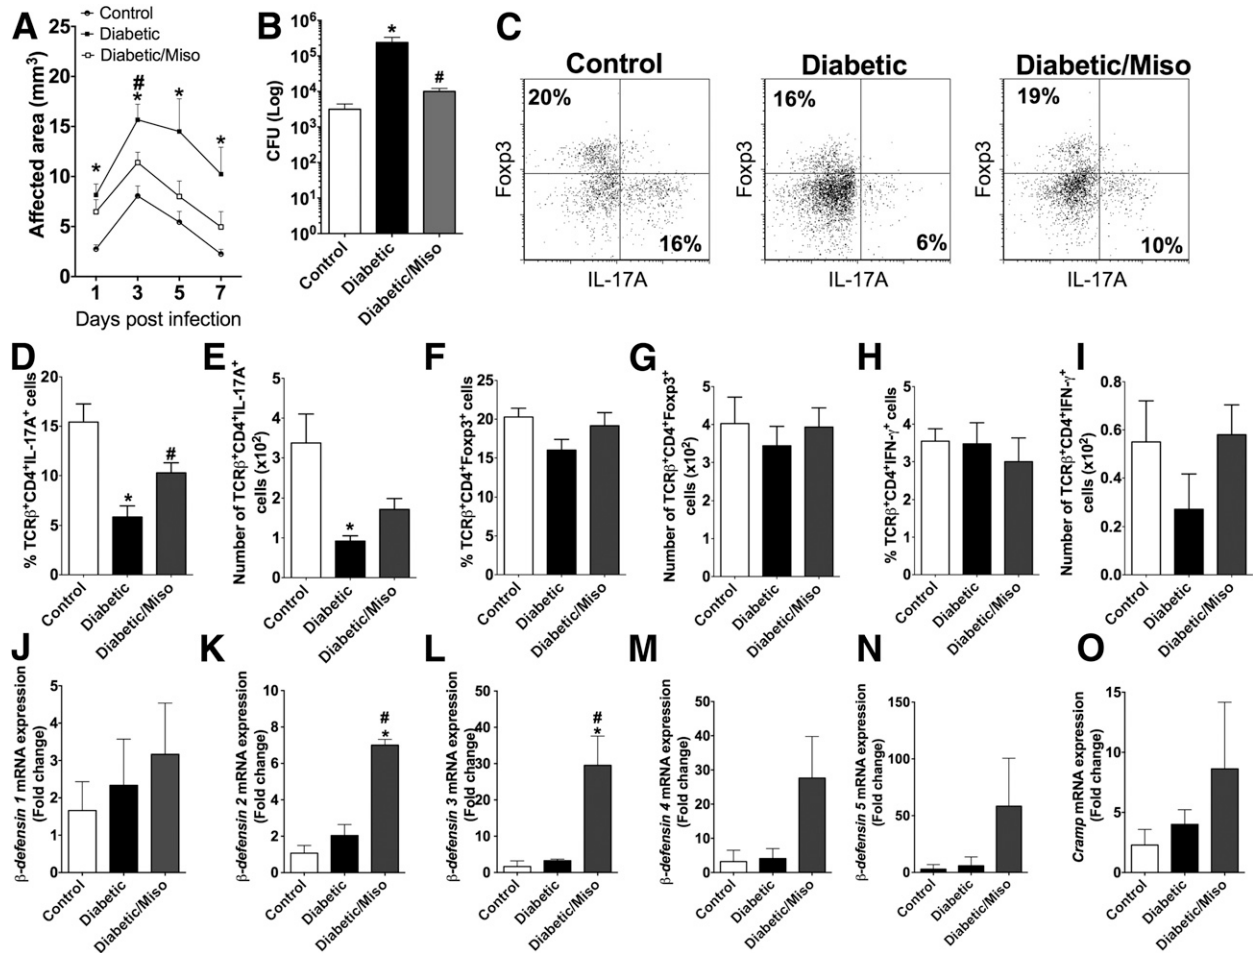 A
Control
Diabetic
Diabetic/Miso
Affected area (mm³)
25
20
15
10
5
0
*
#
*
*
*
1 3 5 7
Days post infection
B
CFU (Log)
10⁶
10⁵
10⁴
10³
10²
10¹
10⁰
*
#
Control
Diabetic
Diabetic/Miso
C
Control
20%
16%
Foxp3
IL-17A
Diabetic
16%
6%
Foxp3
IL-17A
Diabetic/Miso
19%
10%
Foxp3
IL-17A
D
% TCRβ⁺CD4⁺IL-17A⁺ cells
20
15
10
5
0
*
#
Control
Diabetic
Diabetic/Miso
E
Number of TCRβ⁺CD4⁺IL-17A⁺
cells (x10²)
5
4
3
2
1
0
*
Control
Diabetic
Diabetic/Miso
F
% TCRβ⁺CD4⁺Foxp3⁺ cells
25
20
15
10
5
0
Control
Diabetic
Diabetic/Miso
G
Number of TCRβ⁺CD4⁺Foxp3⁺
cells (x10²)
5
4
3
2
1
0
Control
Diabetic
Diabetic/Miso
H
% TCRβ⁺CD4⁺IFN-γ⁺ cells
5
4
3
2
1
0
Control
Diabetic
Diabetic/Miso
I
Number of TCRβ⁺CD4⁺IFN-γ⁺
cells (x10²)
0.8
0.6
0.4
0.2
0.0
Control
Diabetic
Diabetic/Miso
J
β-defensin 1 mRNA expression
(Fold change)
5
4
3
2
1
0
Control
Diabetic
Diabetic/Miso
K
β-defensin 2 mRNA expression
(Fold change)
10
8
6
4
2
0
#
*
Control
Diabetic
Diabetic/Miso
L
β-defensin 3 mRNA expression
(Fold change)
50
40
30
20
10
0
#
*
Control
Diabetic
Diabetic/Miso
M
β-defensin 4 mRNA expression
(Fold change)
50
40
30
20
10
0
Control
Diabetic
Diabetic/Miso
N
β-defensin 5 mRNA expression
(Fold change)
150
100
50
0
Control
Diabetic
Diabetic/Miso
O
Cramp mRNA expression
(Fold change)
15
10
5
0
Control
Diabetic
Diabetic/Miso